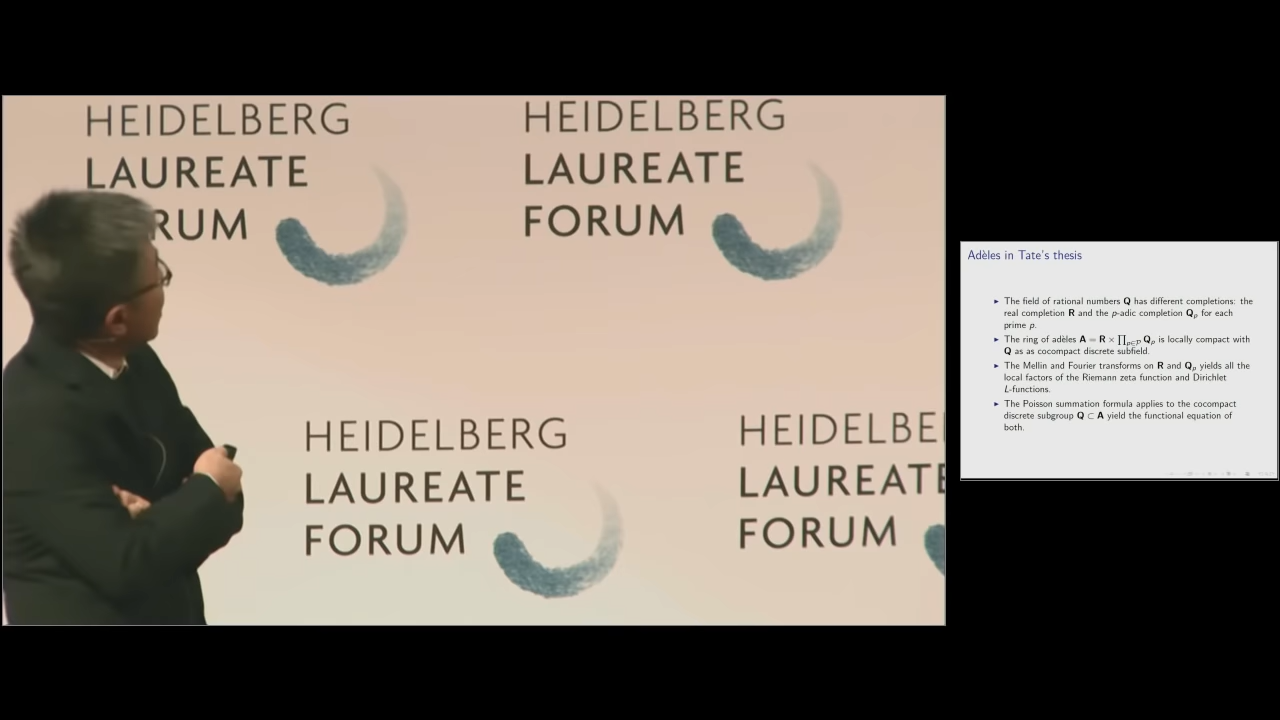 HEIDELBERG
LAUREATE
RUM
HEIDELBERG
LAUREATE
FORUM
HEIDELBERG
LAUREATE
FORUM
HEIDELBE
LAUREATE
FORUM
Adèles in Tate's thesis
▸ The field of rational numbers Q has different completions: the
real completion R and the p-adic completion Qₚ for each
prime p.
▸ The ring of adèles A = R × ∏_{p∈P} Qₚ is locally compact with
Q as as cocompact discrete subfield.
▸ The Mellin and Fourier transforms on R and Qₚ yields all the
local factors of the Riemann zeta function and Dirichlet
L-functions.
▸ The Poisson summation formula applies to the cocompact
discrete subgroup Q ⊂ A yield the functional equation of
both.